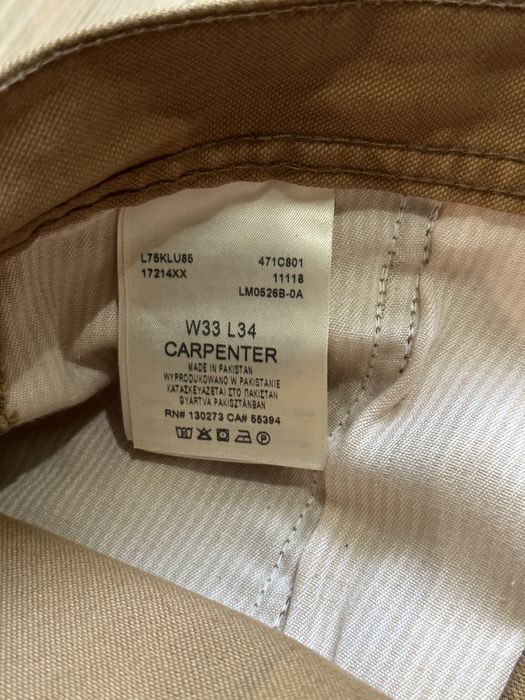 L75KLU85 471C801
17214XX 11118
LM0526B-0A
W33 L34
CARPENTER
MADE IN PAKISTAN
WYPRODUKOWANO W PAKISTANIE
ΚΑΤΑΣΚΕΥΑΖΕΤΑΙ ΣΤΟ ΠΑΚΙΣΤΑΝ
GYÁRTVA PAKISZTÁNBAN
RN# 130273 CA# 55394